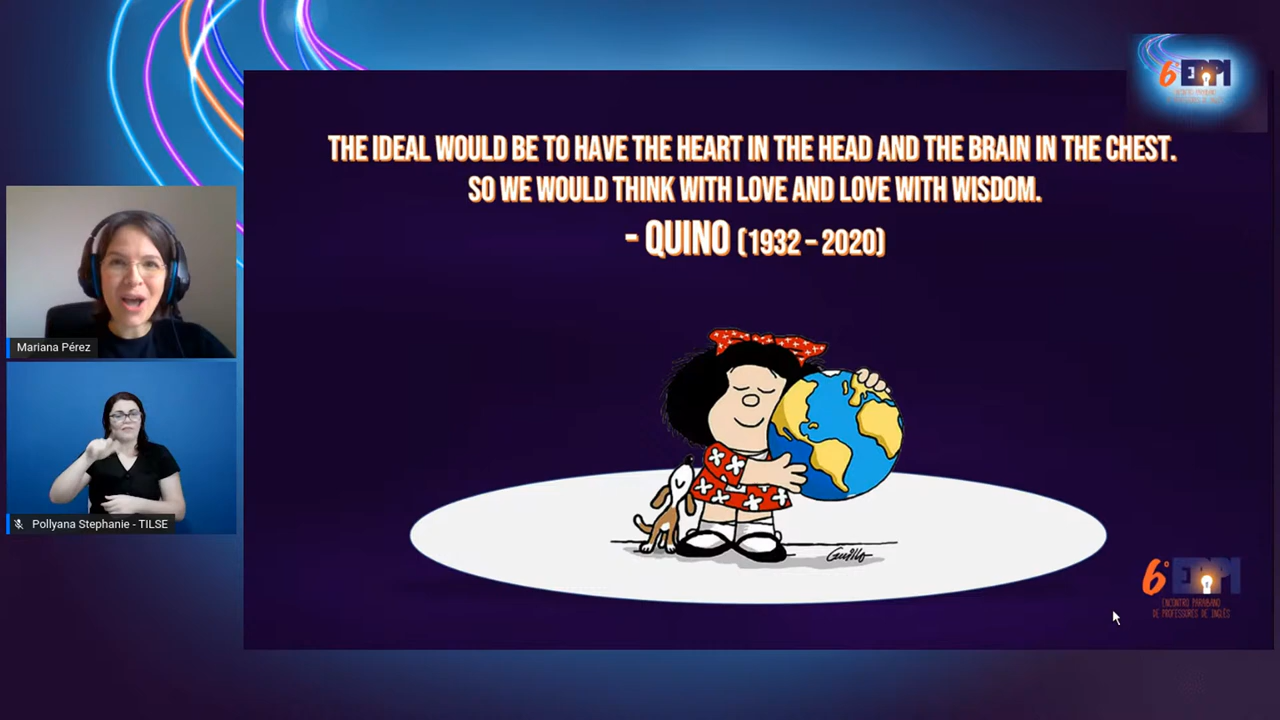 6° EPPI
THE IDEAL WOULD BE TO HAVE THE HEART IN THE HEAD AND THE BRAIN IN THE CHEST.
SO WE WOULD THINK WITH LOVE AND LOVE WITH WISDOM.
- QUINO (1932 – 2020)
Mariana Pérez
Pollyana Stephanie - TILSE
6° EPPI
ENCONTRO PARAIBANO
DE PROFESSORES DE INGLÊS